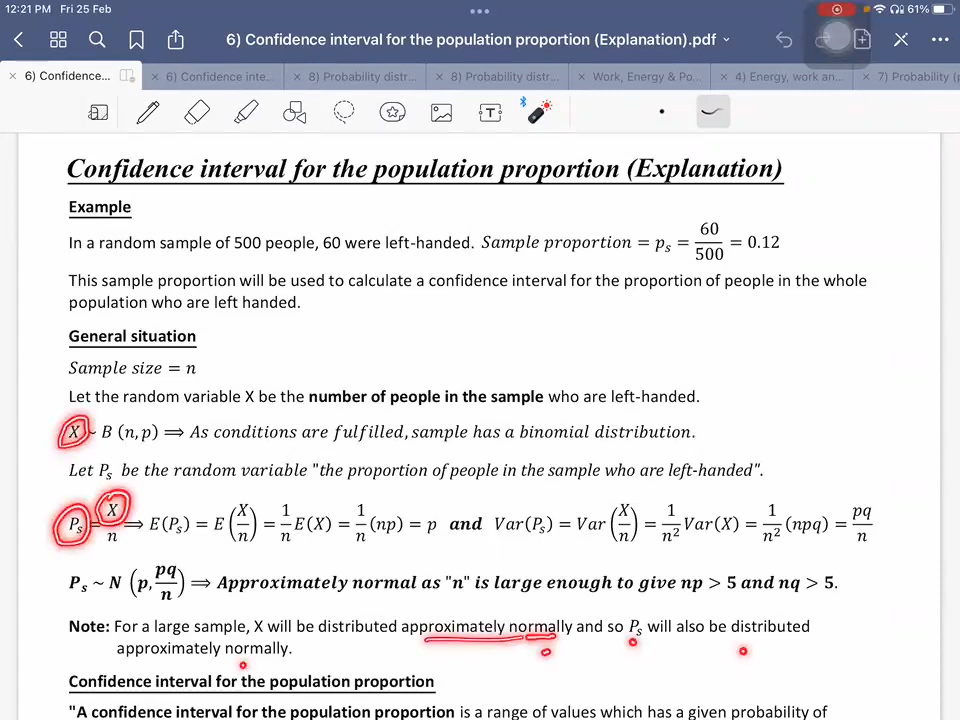 12:21 PM Fri 25 Feb
61%
6) Confidence interval for the population proportion (Explanation).pdf
6) Confidence...
6) Confidence inte...
8) Probability distr...
8) Probability distr...
Work, Energy & Po...
4) Energy, work an...
7) Probability (p
Confidence interval for the population proportion (Explanation)
Example
In a random sample of 500 people, 60 were left-handed. Sample proportion = pₛ = 60/500 = 0.12
This sample proportion will be used to calculate a confidence interval for the proportion of people in the whole
population who are left handed.
General situation
Sample size = n
Let the random variable X be the number of people in the sample who are left-handed.
X ~ B (n, p) ⟹ As conditions are fulfilled, sample has a binomial distribution.
Let Pₛ be the random variable "the proportion of people in the sample who are left-handed".
Pₛ = X/n ⟹ E(Pₛ) = E(X/n) = 1/n E(X) = 1/n (np) = p and Var(Pₛ) = Var(X/n) = 1/n² Var(X) = 1/n² (npq) = pq/n
Pₛ ~ N (p, pq/n) ⟹ Approximately normal as "n" is large enough to give np > 5 and nq > 5.
Note: For a large sample, X will be distributed approximately normally and so Pₛ will also be distributed
approximately normally.
Confidence interval for the population proportion
"A confidence interval for the population proportion is a range of values which has a given probability of